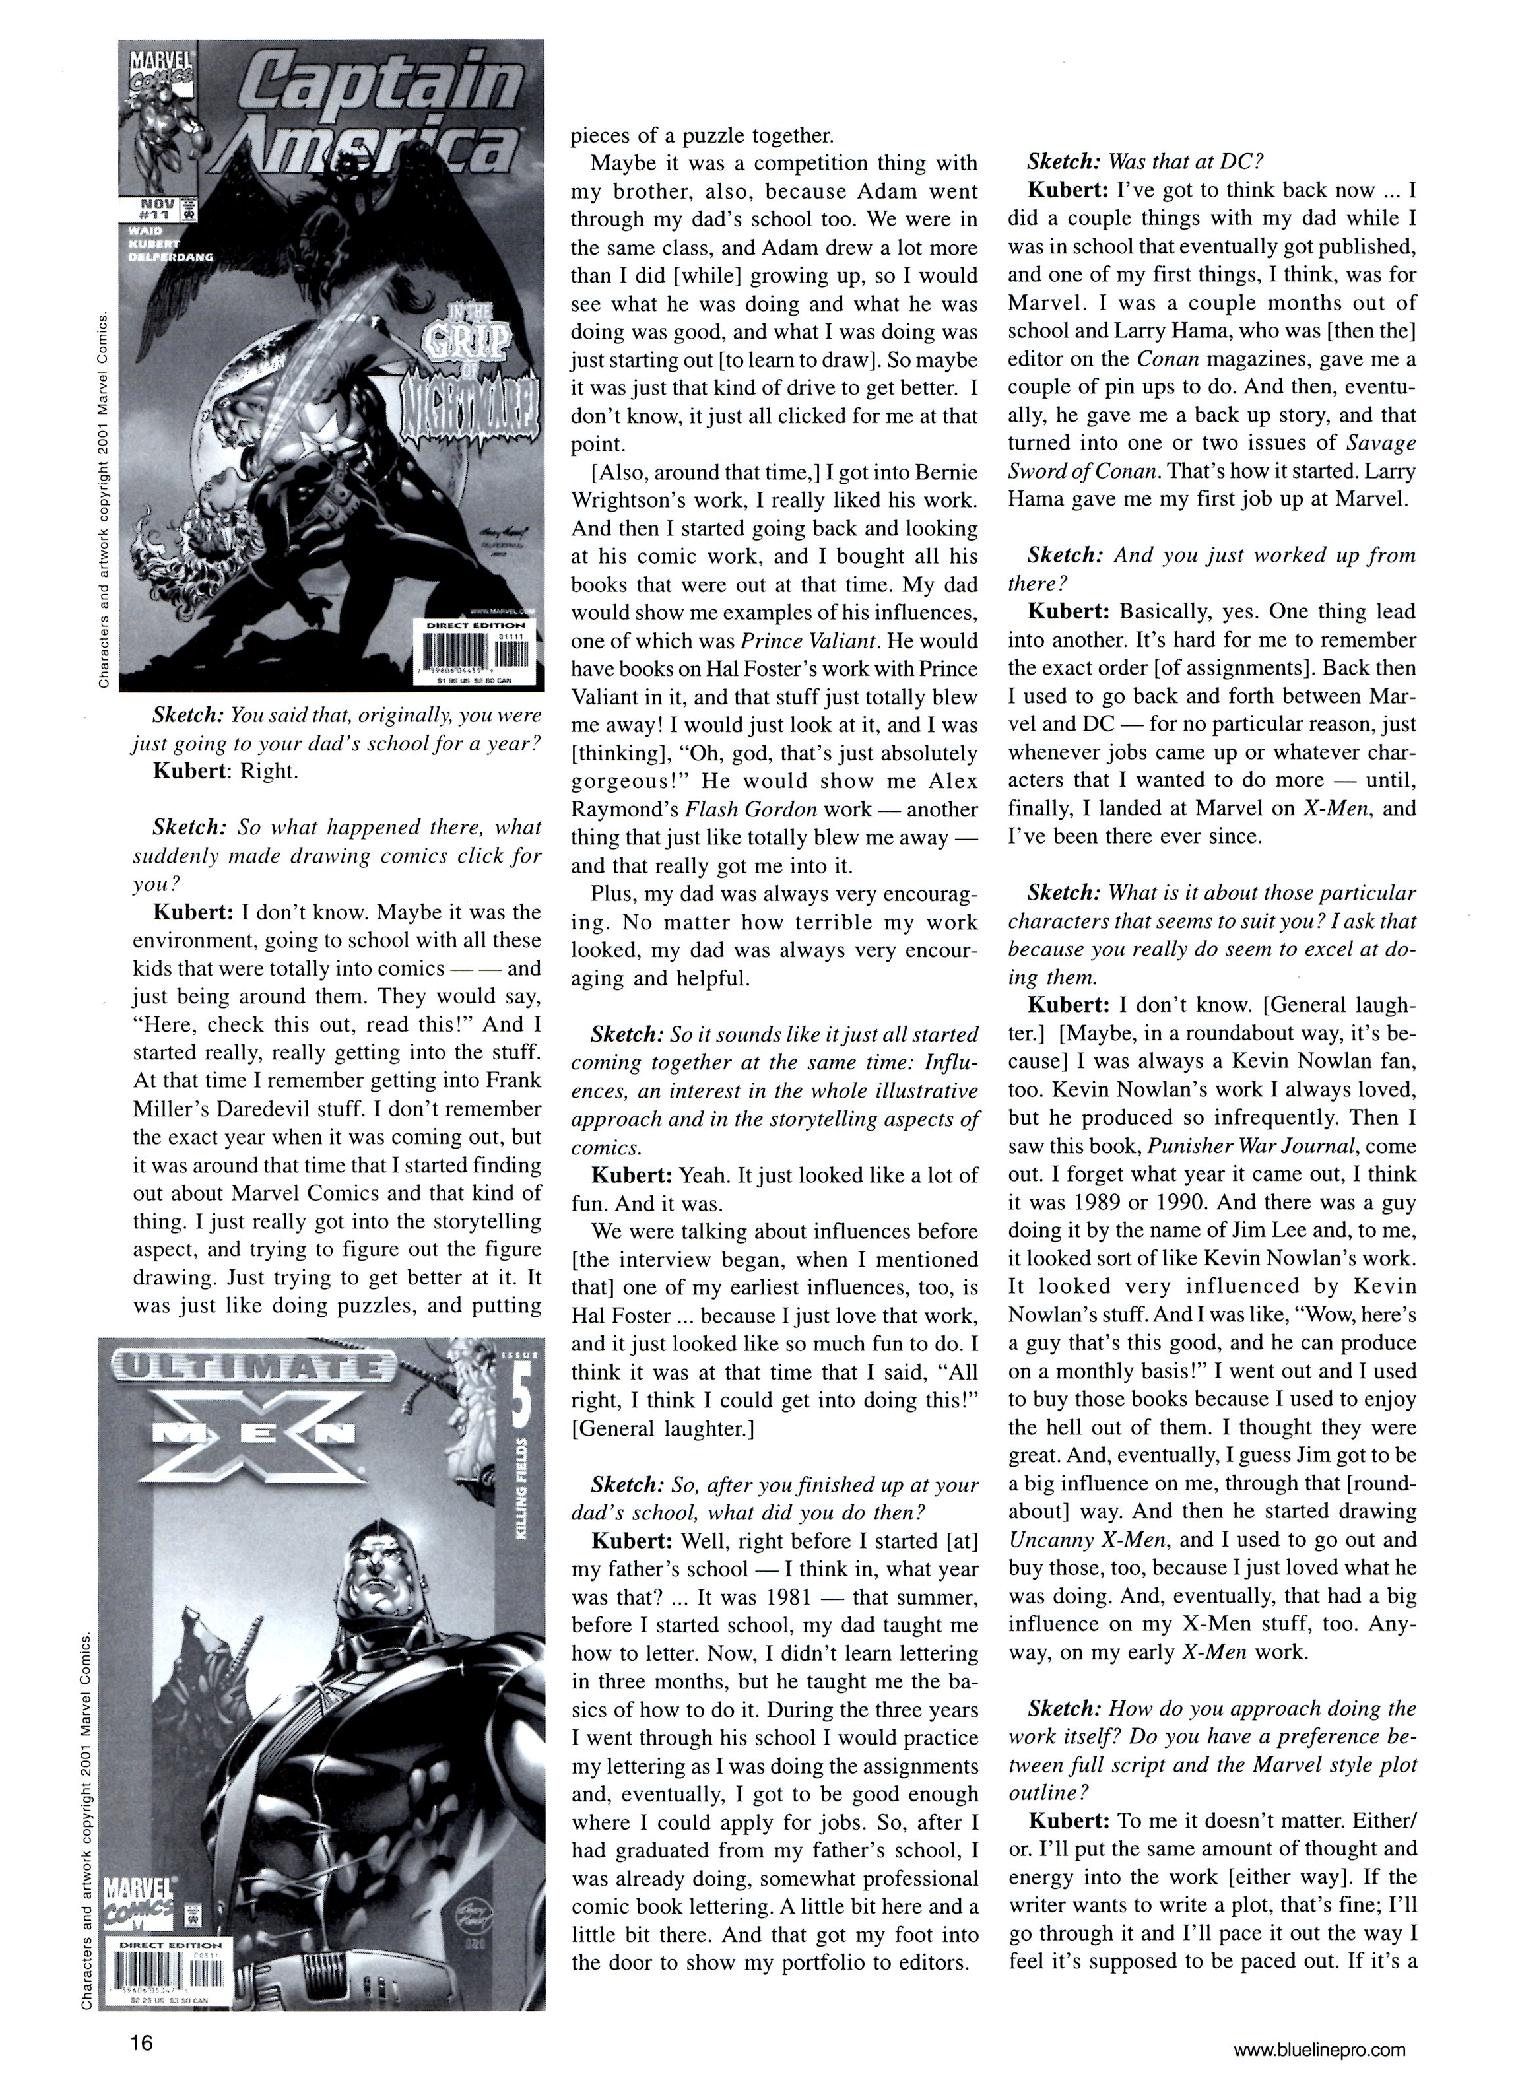 MARVEL
COMICS
Captain
America
NOV
#11
WAID
KUBERT
DELPERDANG
IN THE
GRIP
OF
NIGHTMARE!
WWW.MARVEL.COM
DIRECT EDITION
01111
$1.99 US $2.80 CAN
Characters and artwork copyright 2001 Marvel Comics.
Sketch: You said that, originally, you were
just going to your dad's school for a year?
Kubert: Right.
Sketch: So what happened there, what
suddenly made drawing comics click for
you?
Kubert: I don't know. Maybe it was the
environment, going to school with all these
kids that were totally into comics — — and
just being around them. They would say,
“Here, check this out, read this!” And I
started really, really getting into the stuff.
At that time I remember getting into Frank
Miller's Daredevil stuff. I don't remember
the exact year when it was coming out, but
it was around that time that I started finding
out about Marvel Comics and that kind of
thing. I just really got into the storytelling
aspect, and trying to figure out the figure
drawing. Just trying to get better at it. It
was just like doing puzzles, and putting
ULTIMATE
X
MEN
ISSUE
5
KILLING FIELDS
MARVEL
COMICS
DIRECT EDITION
00511
$2.25 US $3.50 CAN
Characters and artwork copyright 2001 Marvel Comics.
pieces of a puzzle together.
Maybe it was a competition thing with
my brother, also, because Adam went
through my dad's school too. We were in
the same class, and Adam drew a lot more
than I did [while] growing up, so I would
see what he was doing and what he was
doing was good, and what I was doing was
just starting out [to learn to draw]. So maybe
it was just that kind of drive to get better. I
don't know, it just all clicked for me at that
point.
[Also, around that time,] I got into Bernie
Wrightson's work, I really liked his work.
And then I started going back and looking
at his comic work, and I bought all his
books that were out at that time. My dad
would show me examples of his influences,
one of which was Prince Valiant. He would
have books on Hal Foster's work with Prince
Valiant in it, and that stuff just totally blew
me away! I would just look at it, and I was
[thinking], “Oh, god, that's just absolutely
gorgeous!” He would show me Alex
Raymond's Flash Gordon work — another
thing that just like totally blew me away —
and that really got me into it.
Plus, my dad was always very encourag-
ing. No matter how terrible my work
looked, my dad was always very encour-
aging and helpful.
Sketch: So it sounds like it just all started
coming together at the same time: Influ-
ences, an interest in the whole illustrative
approach and in the storytelling aspects of
comics.
Kubert: Yeah. It just looked like a lot of
fun. And it was.
We were talking about influences before
[the interview began, when I mentioned
that] one of my earliest influences, too, is
Hal Foster ... because I just love that work,
and it just looked like so much fun to do. I
think it was at that time that I said, “All
right, I think I could get into doing this!”
[General laughter.]
Sketch: So, after you finished up at your
dad's school, what did you do then?
Kubert: Well, right before I started [at]
my father's school — I think in, what year
was that? ... It was 1981 — that summer,
before I started school, my dad taught me
how to letter. Now, I didn't learn lettering
in three months, but he taught me the ba-
sics of how to do it. During the three years
I went through his school I would practice
my lettering as I was doing the assignments
and, eventually, I got to be good enough
where I could apply for jobs. So, after I
had graduated from my father's school, I
was already doing, somewhat professional
comic book lettering. A little bit here and a
little bit there. And that got my foot into
the door to show my portfolio to editors.
Sketch: Was that at DC?
Kubert: I've got to think back now ... I
did a couple things with my dad while I
was in school that eventually got published,
and one of my first things, I think, was for
Marvel. I was a couple months out of
school and Larry Hama, who was [then the]
editor on the Conan magazines, gave me a
couple of pin ups to do. And then, eventu-
ally, he gave me a back up story, and that
turned into one or two issues of Savage
Sword of Conan. That's how it started. Larry
Hama gave me my first job up at Marvel.
Sketch: And you just worked up from
there?
Kubert: Basically, yes. One thing lead
into another. It's hard for me to remember
the exact order [of assignments]. Back then
I used to go back and forth between Mar-
vel and DC — for no particular reason, just
whenever jobs came up or whatever char-
acters that I wanted to do more — until,
finally, I landed at Marvel on X-Men, and
I've been there ever since.
Sketch: What is it about those particular
characters that seems to suit you? I ask that
because you really do seem to excel at do-
ing them.
Kubert: I don't know. [General laugh-
ter.] [Maybe, in a roundabout way, it's be-
cause] I was always a Kevin Nowlan fan,
too. Kevin Nowlan's work I always loved,
but he produced so infrequently. Then I
saw this book, Punisher War Journal, come
out. I forget what year it came out, I think
it was 1989 or 1990. And there was a guy
doing it by the name of Jim Lee and, to me,
it looked sort of like Kevin Nowlan's work.
It looked very influenced by Kevin
Nowlan's stuff. And I was like, “Wow, here's
a guy that's this good, and he can produce
on a monthly basis!” I went out and I used
to buy those books because I used to enjoy
the hell out of them. I thought they were
great. And, eventually, I guess Jim got to be
a big influence on me, through that [round-
about] way. And then he started drawing
Uncanny X-Men, and I used to go out and
buy those, too, because I just loved what he
was doing. And, eventually, that had a big
influence on my X-Men stuff, too. Any-
way, on my early X-Men work.
Sketch: How do you approach doing the
work itself? Do you have a preference be-
tween full script and the Marvel style plot
outline?
Kubert: To me it doesn't matter. Either/
or. I'll put the same amount of thought and
energy into the work [either way]. If the
writer wants to write a plot, that's fine; I'll
go through it and I'll pace it out the way I
feel it's supposed to be paced out. If it's a
16
www.bluelinepro.com